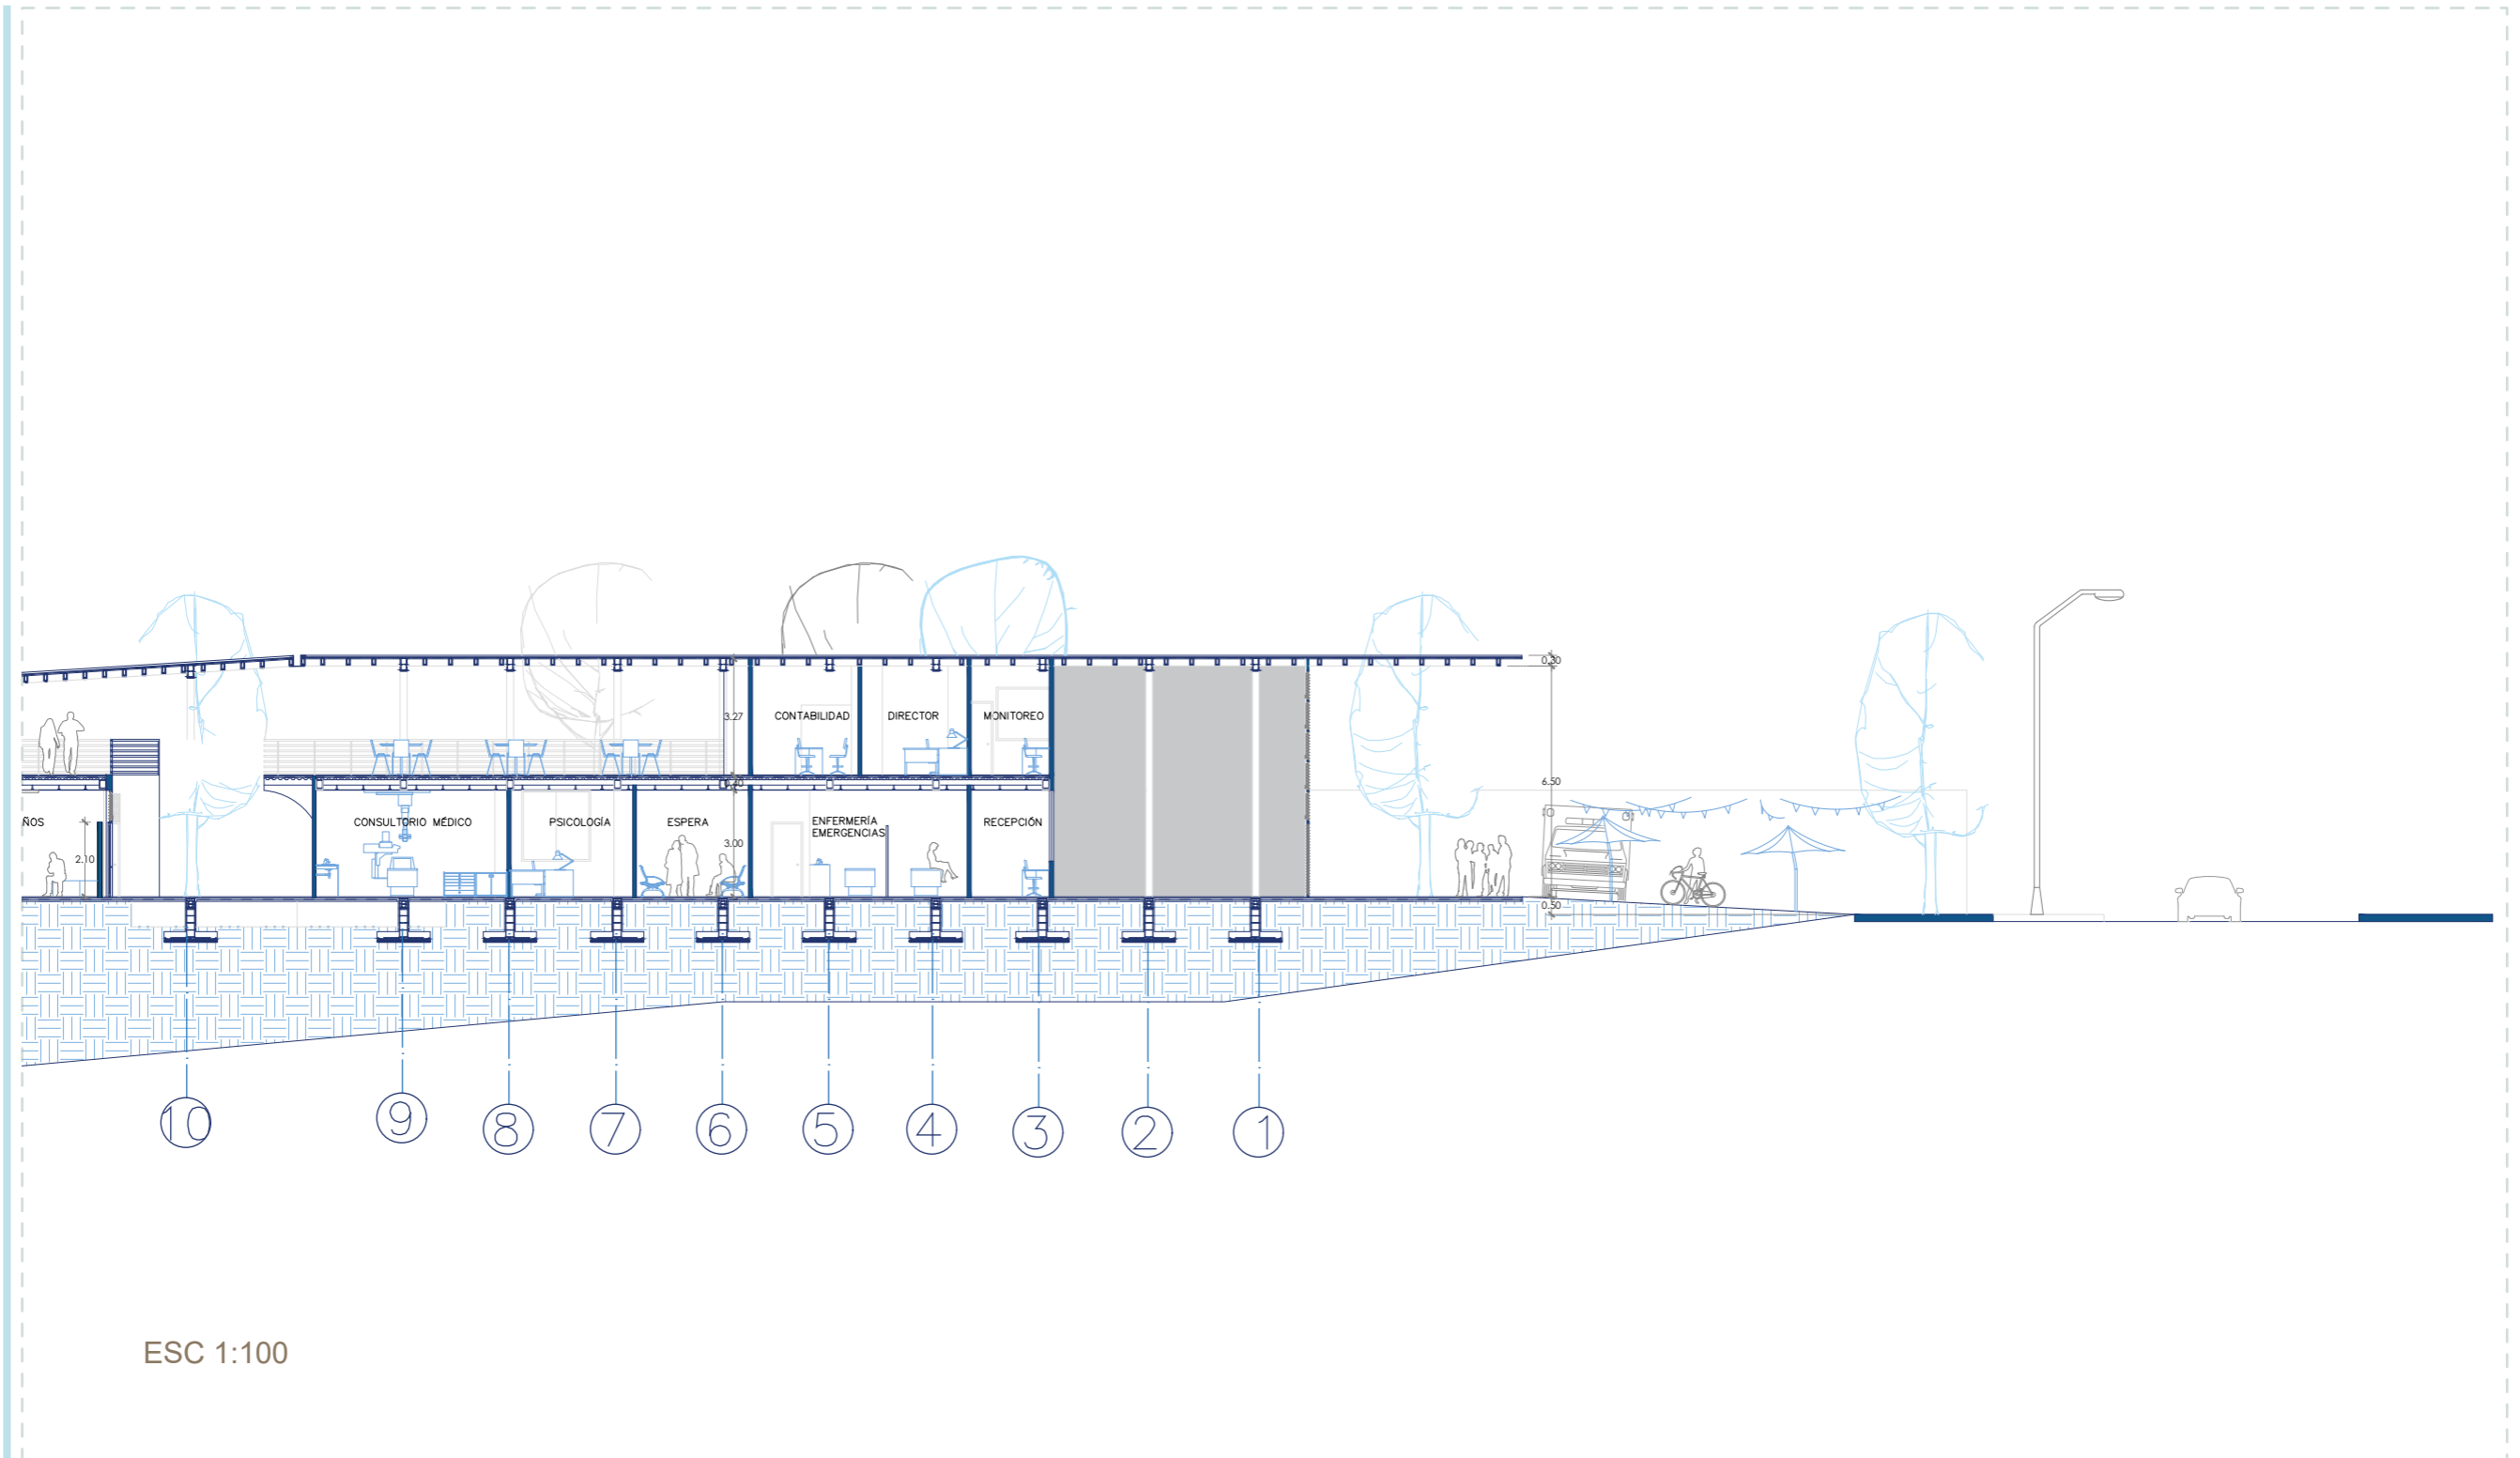 0.30
3.27
CONTABILIDAD
DIRECTOR
MONITOREO
6.50
ÑOS
CONSULTORIO MÉDICO
PSICOLOGÍA
ESPERA
ENFERMERÍA
EMERGENCIAS
RECEPCIÓN
2.10
3.00
0.50
10
9
8
7
6
5
4
3
2
1
ESC 1:100